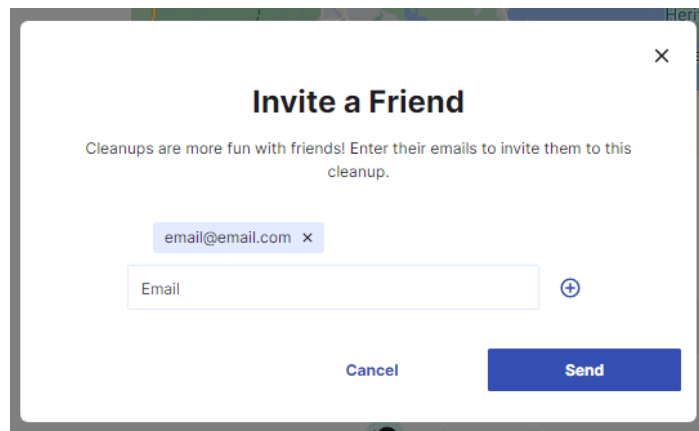 Invite a Friend
Cleanups are more fun with friends! Enter their emails to invite them to this
cleanup.
email@email.com
Email
Cancel
Send